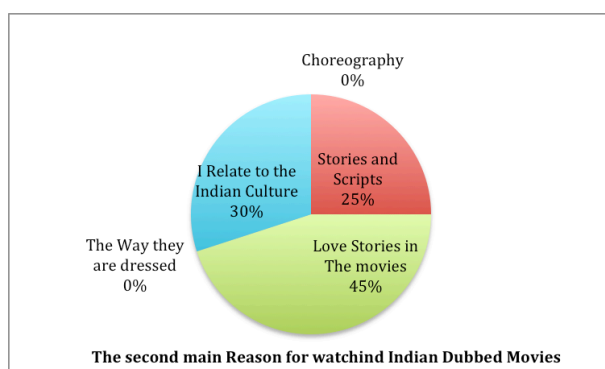 Choreography
0%
Stories and
Scripts
25%
I Relate to the
Indian Culture
30%
The Way they
are dressed
0%
Love Stories in
The movies
45%
The second main Reason for watchind Indian Dubbed Movies